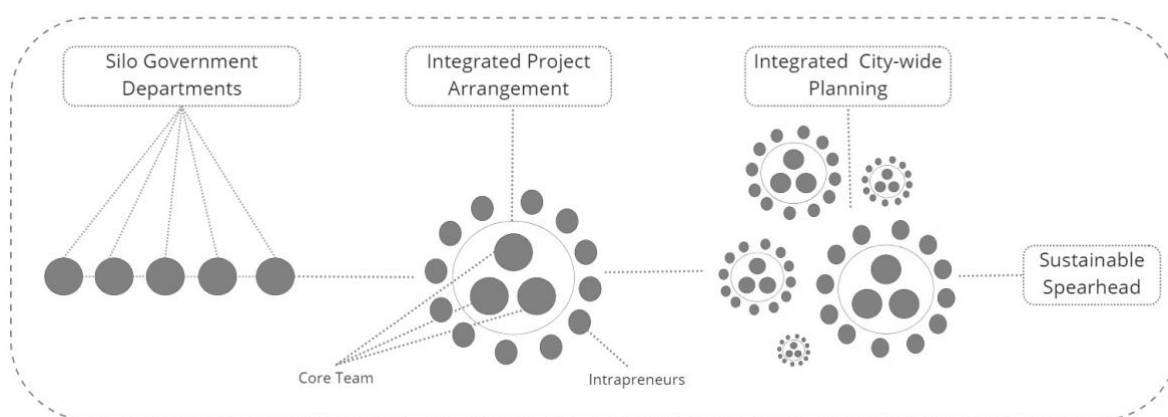 Silo Government
Departments
Integrated Project
Arrangement
Integrated City-wide
Planning
Sustainable
Spearhead
Core Team
Intrapreneurs